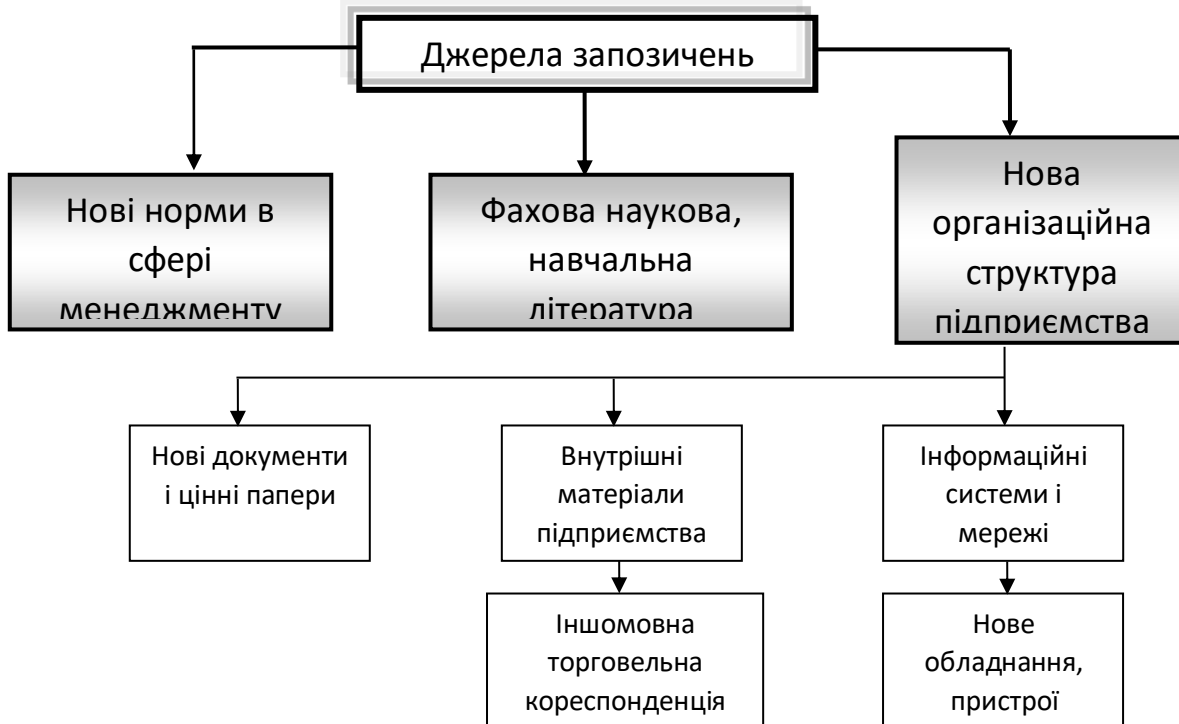 Джерела запозичень
Нові норми в
сфері
менеджменту
Фахова наукова,
навчальна
література
Нова
організаційна
структура
підприємства
Нові документи
і цінні папери
Внутрішні
матеріали
підприємства
Інформаційні
системи і
мережі
Іншомовна
торговельна
кореспонденція
Нове
обладнання,
пристрої